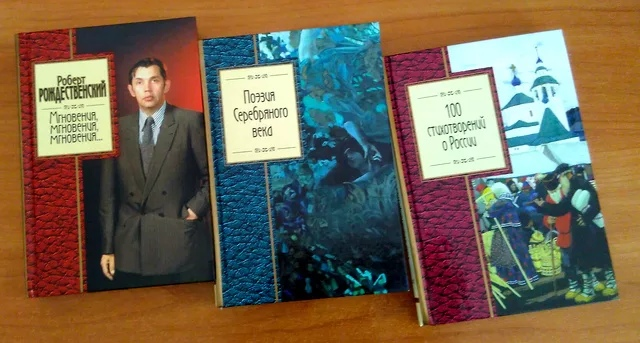 Роберт
РОЖДЕСТВЕНСКИЙ
Мгновения,
мгновения,
мгновения...
Поэзия
Серебряного
века
100
стихотворений
о России